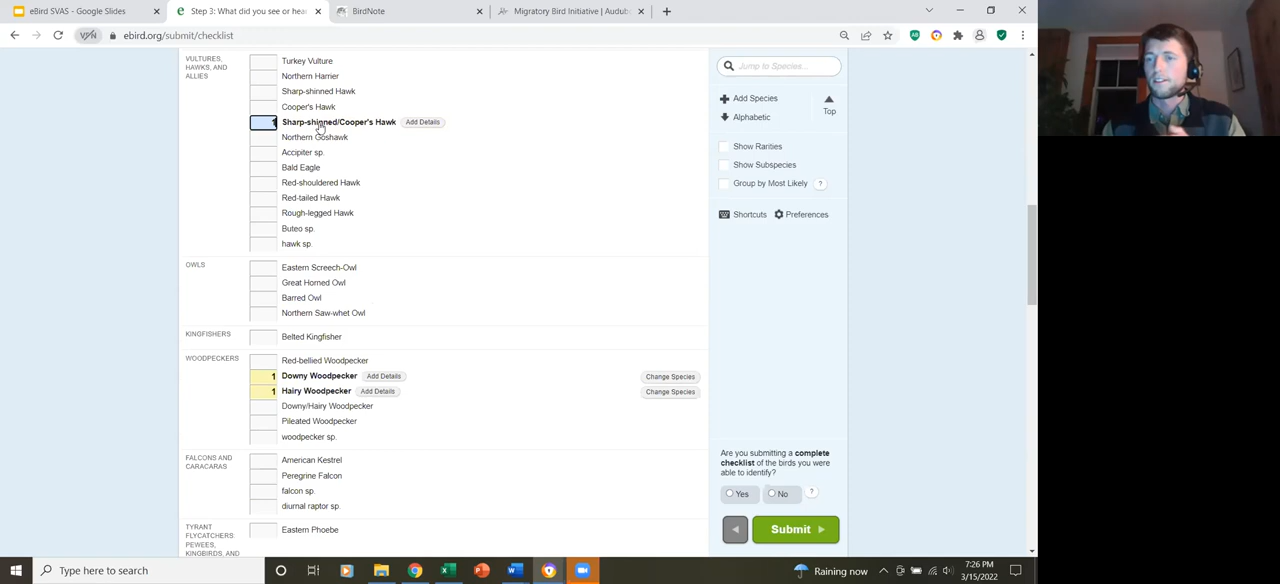 eBird SVAS - Google Slides
Step 3: What did you see or hea
BirdNote
Migratory Bird Initiative | Audub
VPN
ebird.org/submit/checklist
VULTURES, HAWKS, AND ALLIES
Turkey Vulture
Northern Harrier
Sharp-shinned Hawk
Cooper's Hawk
1 Sharp-shinned/Cooper's Hawk Add Details
Northern Goshawk
Accipiter sp.
Bald Eagle
Red-shouldered Hawk
Red-tailed Hawk
Rough-legged Hawk
Buteo sp.
hawk sp.
OWLS
Eastern Screech-Owl
Great Horned Owl
Barred Owl
Northern Saw-whet Owl
KINGFISHERS
Belted Kingfisher
WOODPECKERS
Red-bellied Woodpecker
1 Downy Woodpecker Add Details Change Species
1 Hairy Woodpecker Add Details Change Species
Downy/Hairy Woodpecker
Pileated Woodpecker
woodpecker sp.
FALCONS AND CARACARAS
American Kestrel
Peregrine Falcon
falcon sp.
diurnal raptor sp.
TYRANT FLYCATCHERS: PEWEES, KINGBIRDS, AND
Eastern Phoebe
Jump to Species...
Add Species
Top
Alphabetic
Show Rarities
Show Subspecies
Group by Most Likely ?
Shortcuts Preferences
Are you submitting a complete
checklist of the birds you were
able to identify?
Yes No ?
Submit
Type here to search
Raining now
7:26 PM
3/15/2022